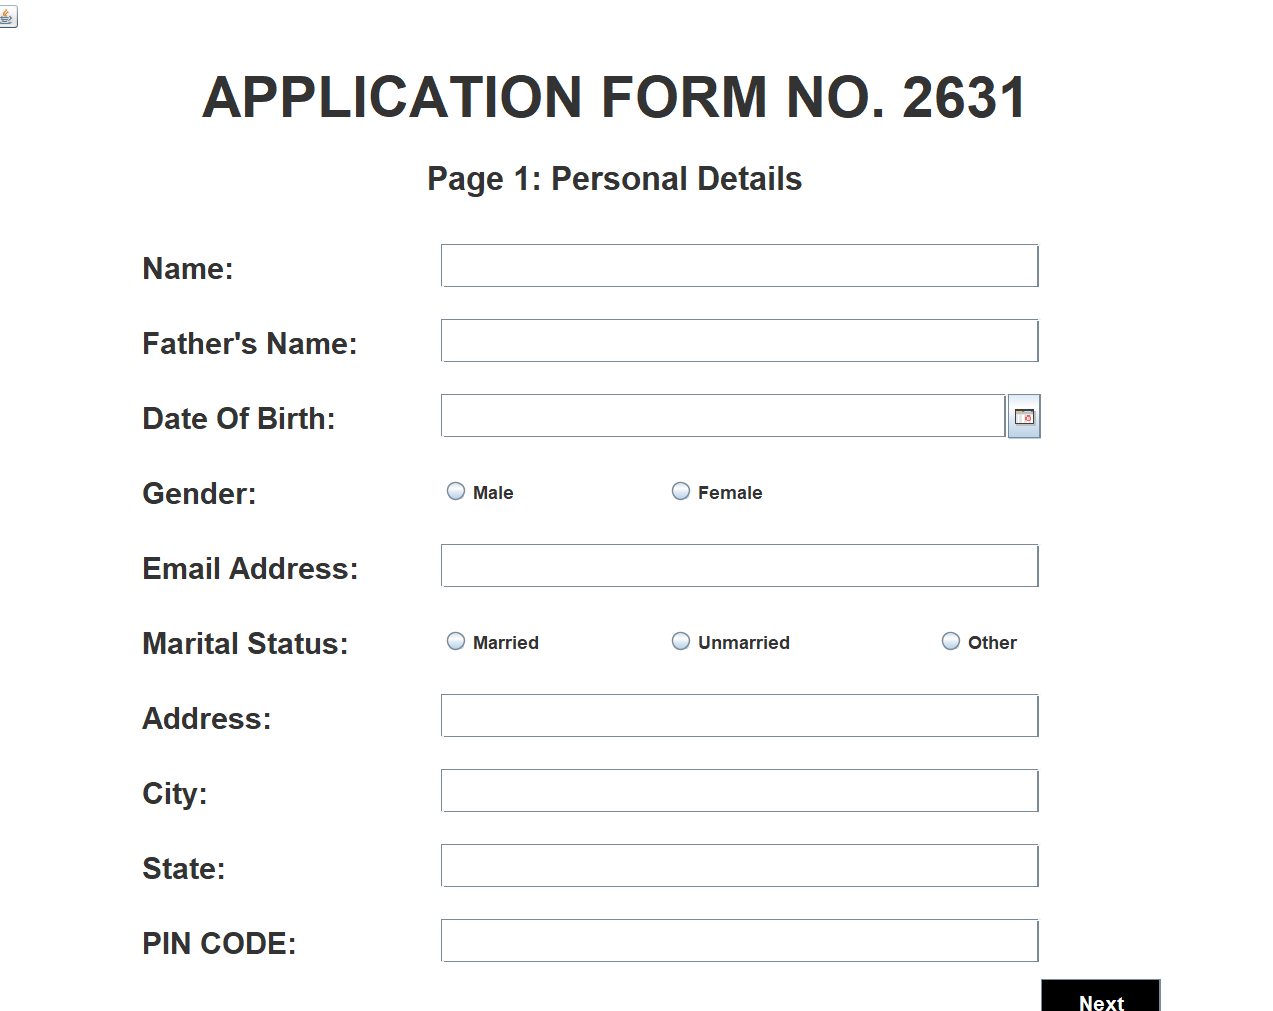 APPLICATION FORM NO. 2631
Page 1: Personal Details
Name:
Father's Name:
Date Of Birth:
Gender: Male Female
Email Address:
Marital Status: Married Unmarried Other
Address:
City:
State:
PIN CODE:
Next